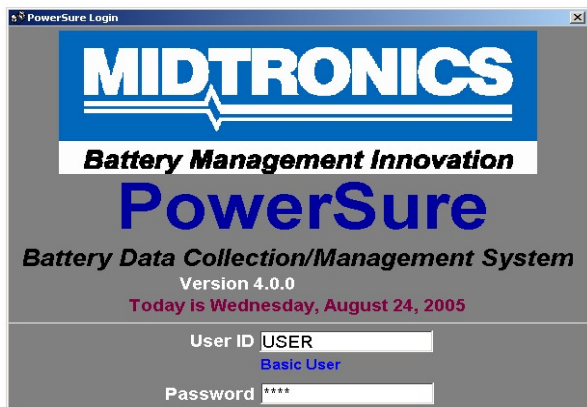 PowerSure Login
MIDTRONICS
Battery Management Innovation
PowerSure
Battery Data Collection/Management System
Version 4.0.0
Today is Wednesday, August 24, 2005
User ID USER
Basic User
Password ****